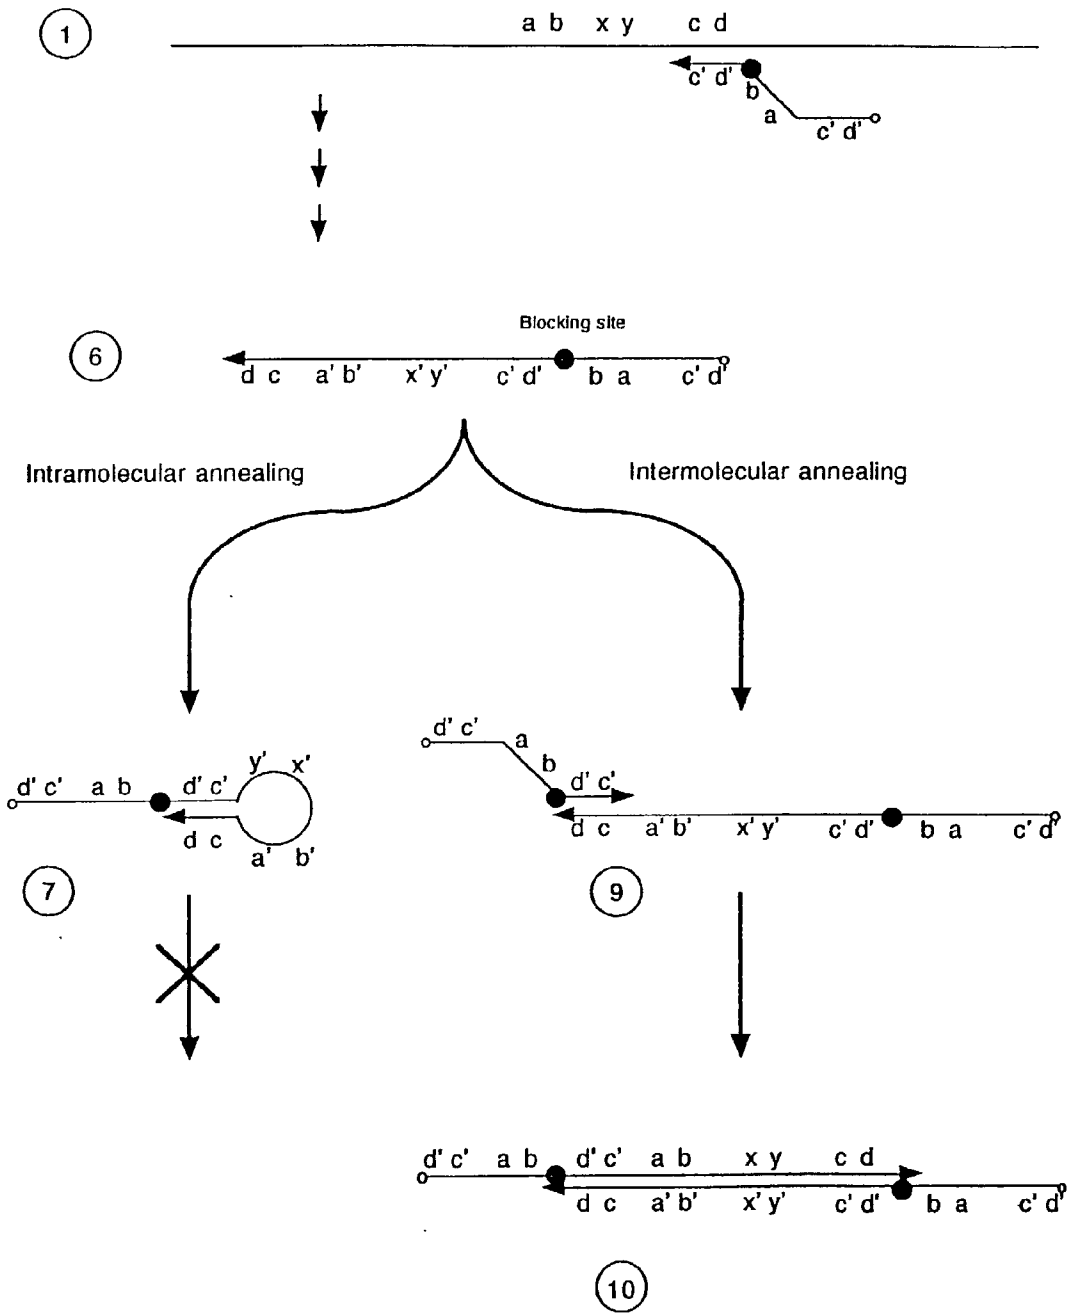 1
a b x y c d
c' d'
b
a
c' d'
Blocking site
6
d c a' b' x' y' c' d' b a c' d'
Intramolecular annealing
Intermolecular annealing
d' c' a b d' c' y' x'
d c a' b'
7
d' c' a
b
d' c'
d c a' b' x' y' c' d' b a c' d'
9
d' c' a b d' c' a b x y c d
d c a' b' x' y' c' d' b a c' d'
10